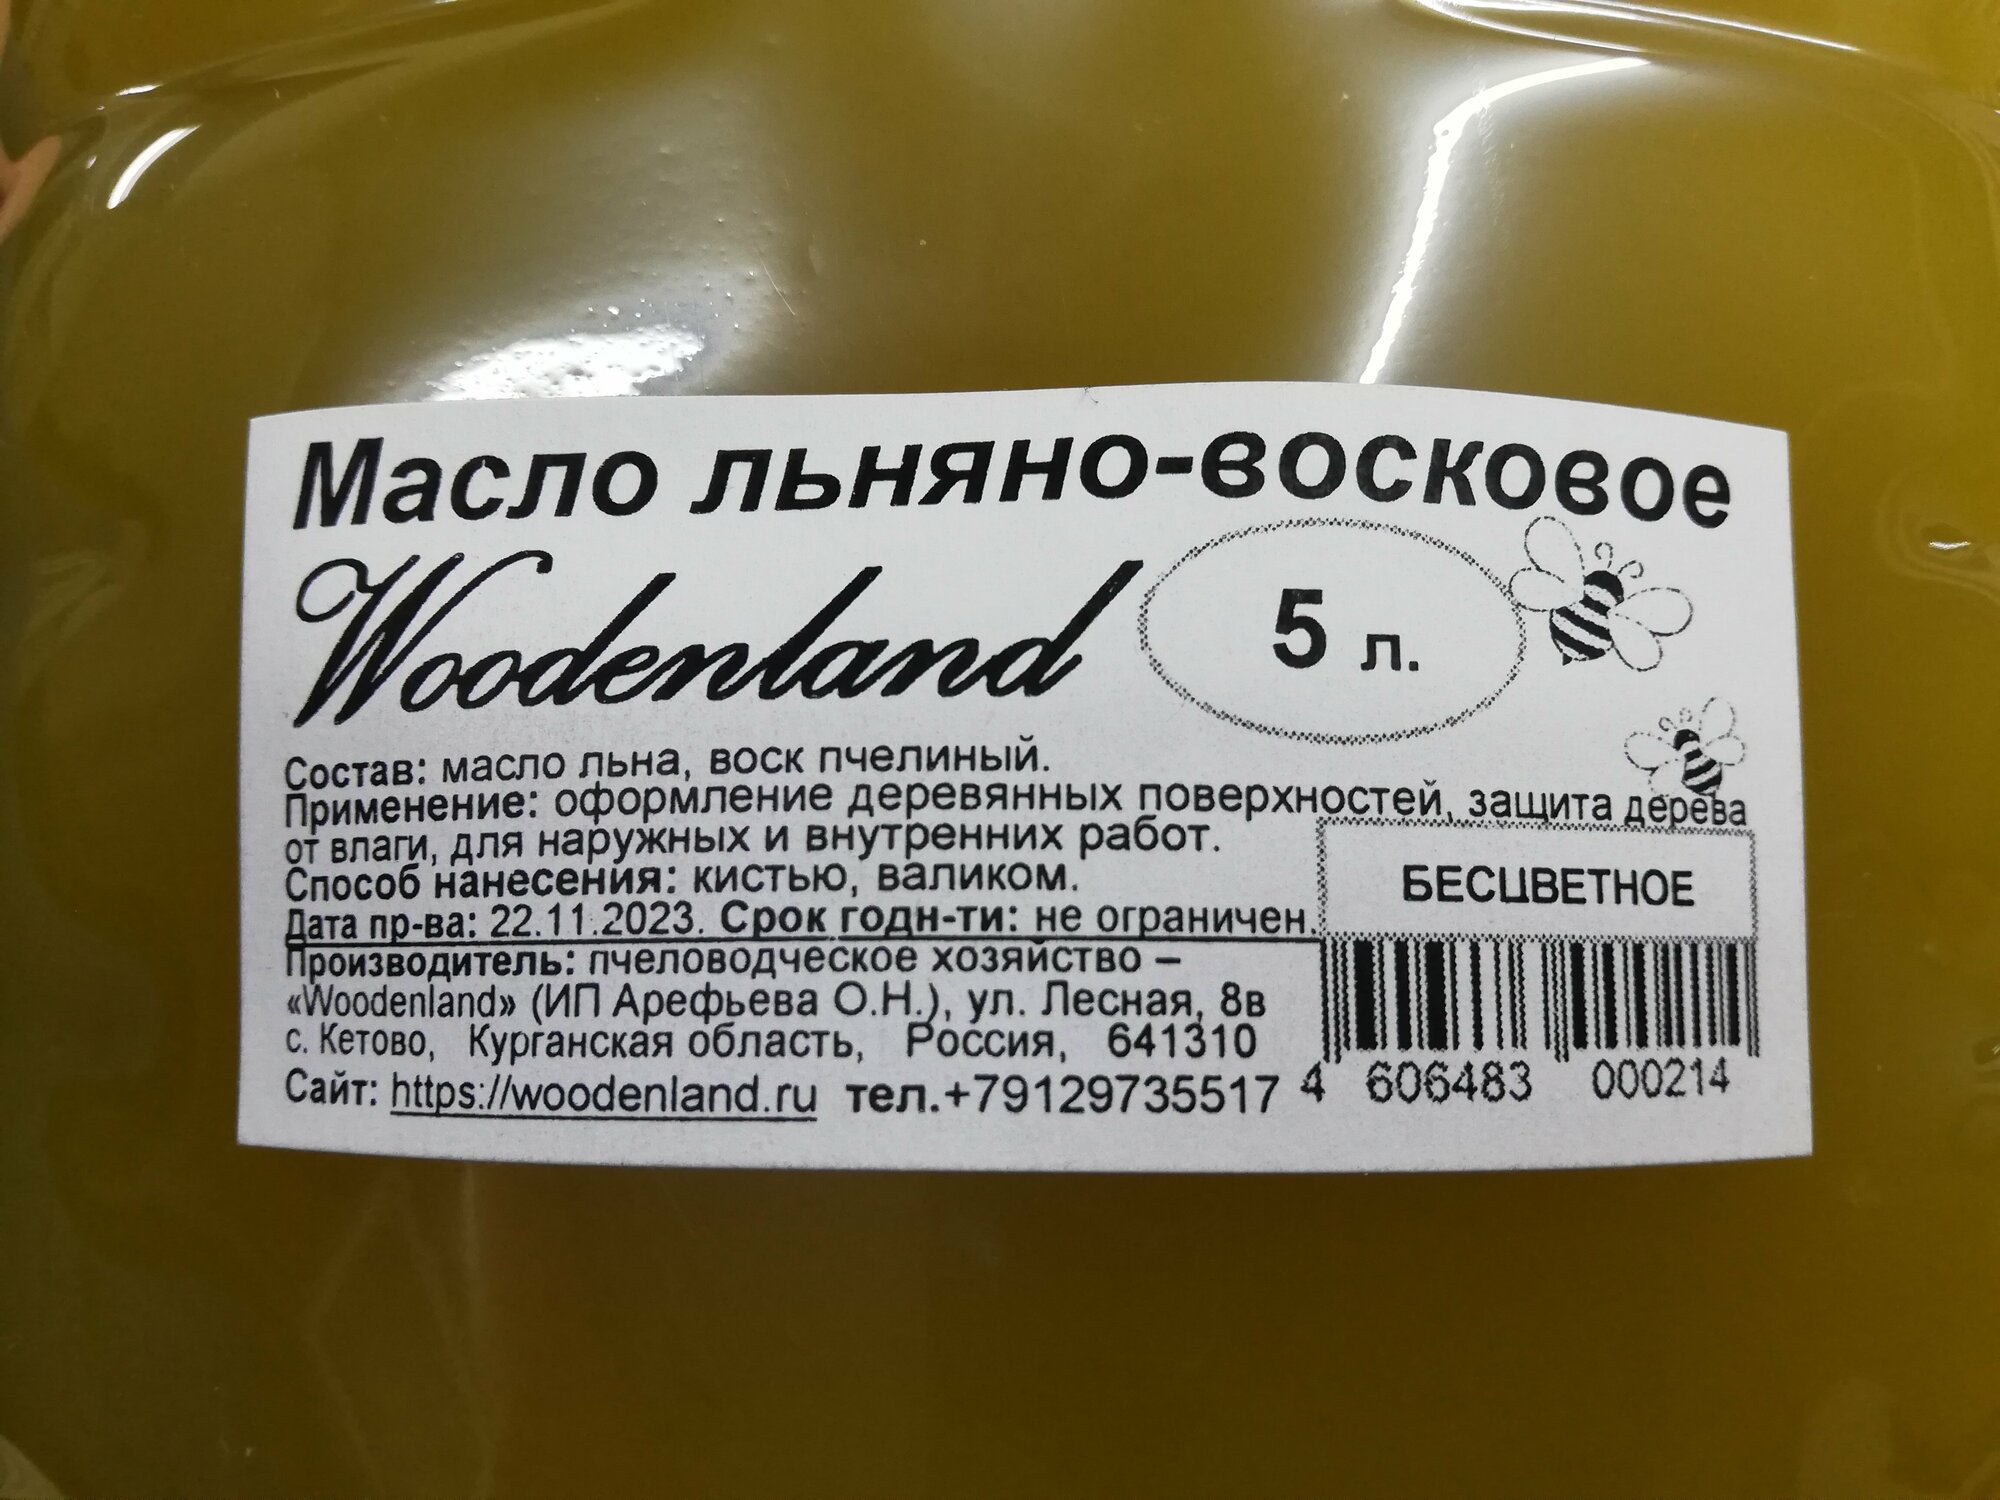 Масло льняно-восковое
Woodenland
5 л.
Состав: масло льна, воск пчелиный.
Применение: оформление деревянных поверхностей, защита дерева
от влаги, для наружных и внутренних работ.
Способ нанесения: кистью, валиком.
Дата пр-ва: 22.11.2023. Срок годн-ти: не ограничен.
БЕСЦВЕТНОЕ
Производитель: пчеловодческое хозяйство –
«Woodenland» (ИП Арефьева О.Н.), ул. Лесная, 8в
с. Кетово, Курганская область, Россия, 641310
Сайт: https://woodenland.ru тел.+79129735517
4 606483 000214